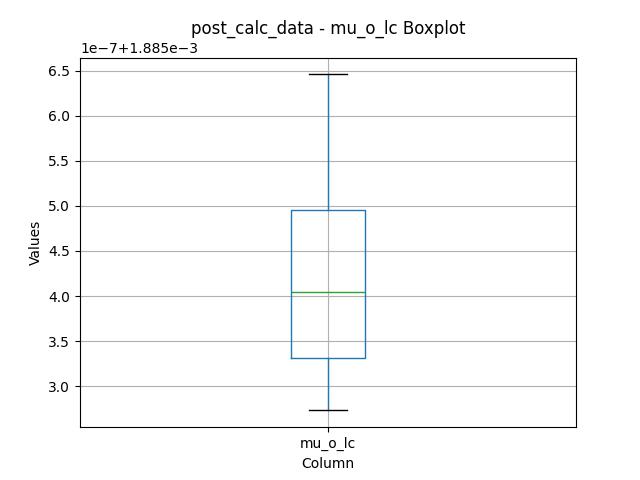 post_calc_data - mu_o_lc Boxplot
1e−7+1.885e−3
6.5
6.0
5.5
5.0
4.5
4.0
3.5
3.0
Values
mu_o_lc
Column